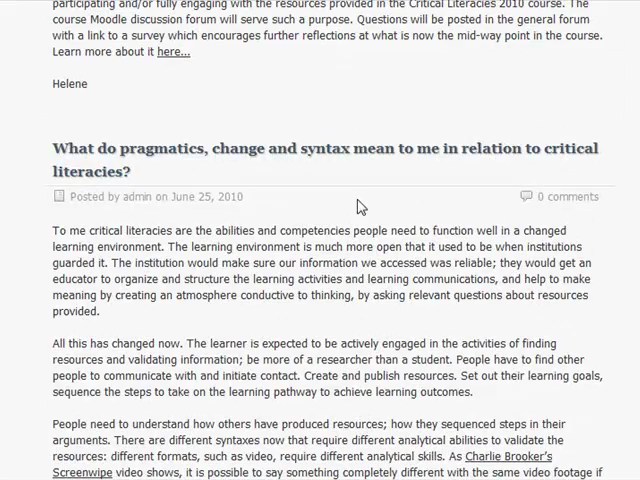 participating and/or fully engaging with the resources provided in the Critical Literacies 2010 course. The
course Moodle discussion forum will serve such a purpose. Questions will be posted in the general forum
with a link to a survey which encourages further reflections at what is now the mid-way point in the course.
Learn more about it here...
Helene
What do pragmatics, change and syntax mean to me in relation to critical
literacies?
Posted by admin on June 25, 2010
0 comments
To me critical literacies are the abilities and competencies people need to function well in a changed
learning environment. The learning environment is much more open that it used to be when institutions
guarded it. The institution would make sure our information we accessed was reliable; they would get an
educator to organize and structure the learning activities and learning communications, and help to make
meaning by creating an atmosphere conductive to thinking, by asking relevant questions about resources
provided.
All this has changed now. The learner is expected to be actively engaged in the activities of finding
resources and validating information; be more of a researcher than a student. People have to find other
people to communicate with and initiate contact. Create and publish resources. Set out their learning goals,
sequence the steps to take on the learning pathway to achieve learning outcomes.
People need to understand how others have produced resources; how they sequenced steps in their
arguments. There are different syntaxes now that require different analytical abilities to validate the
resources: different formats, such as video, require different analytical skills. As Charlie Brooker's
Screenwipe video shows, it is possible to say something completely different with the same video footage if